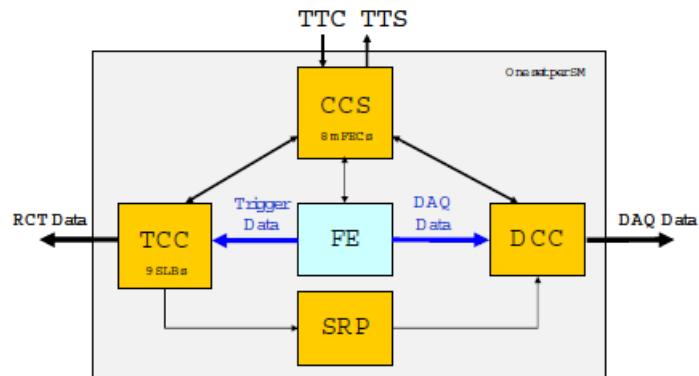 TTC TTS
One set per SM
CCS
8 mFECs
RCT Data
Trigger
Data
DAQ
Data
DAQ Data
TCC
9 SLBs
FE
DCC
SRP